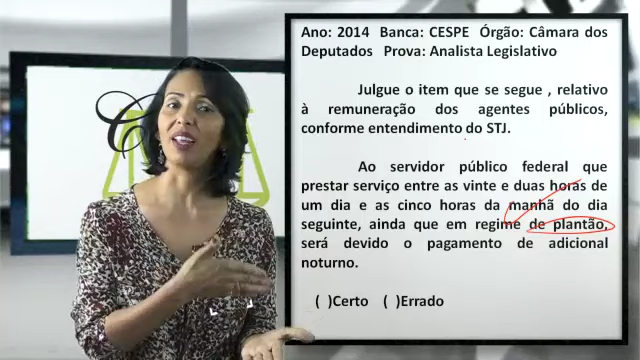 Ano: 2014 Banca: CESPE Órgão: Câmara dos
Deputados Prova: Analista Legislativo
Julgue o item que se segue , relativo
à remuneração dos agentes públicos,
conforme entendimento do STJ.
Ao servidor público federal que
prestar serviço entre as vinte e duas horas de
um dia e as cinco horas da manhã do dia
seguinte, ainda que em regime de plantão,
será devido o pagamento de adicional
noturno.
( )Certo ( )Errado